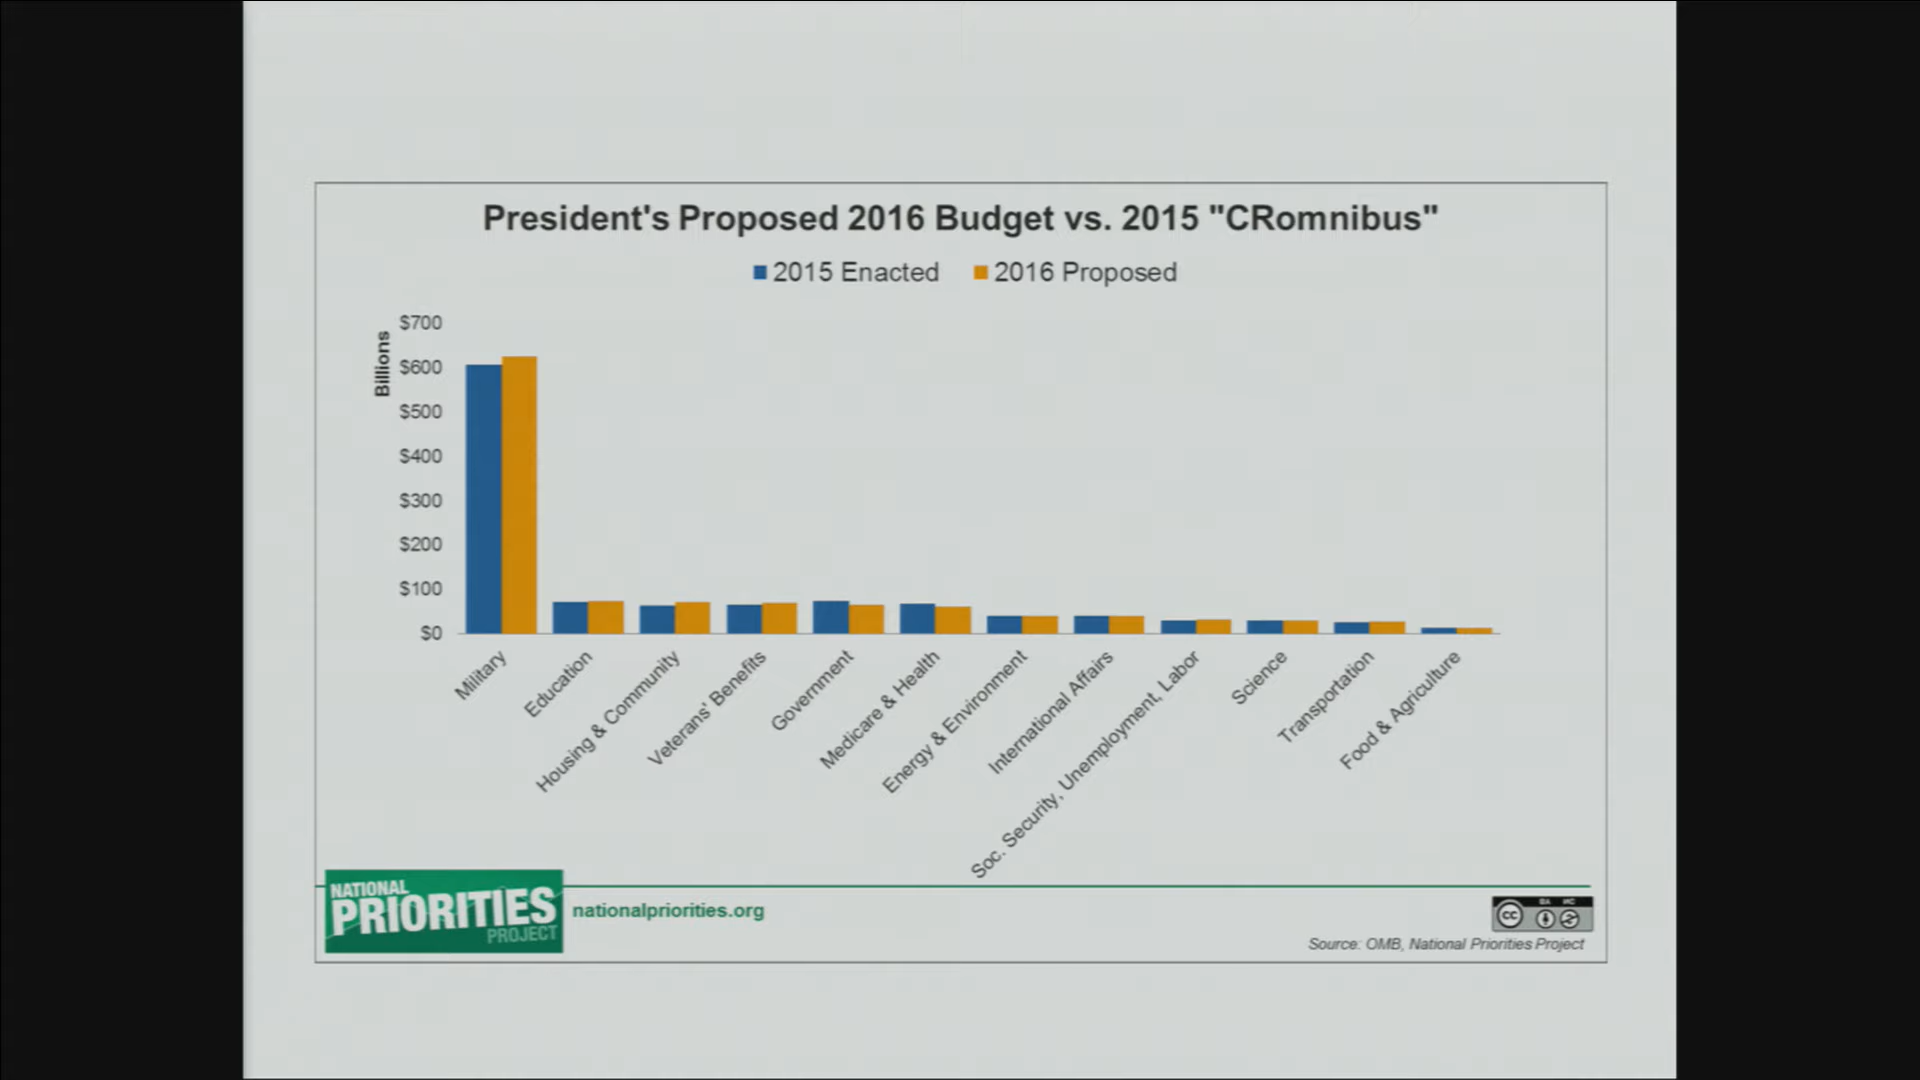 President's Proposed 2016 Budget vs. 2015 "CRomnibus"
2015 Enacted 2016 Proposed
Billions
$700
$600
$500
$400
$300
$200
$100
$0
Military
Education
Housing & Community
Veterans' Benefits
Government
Medicare & Health
Energy & Environment
International Affairs
Soc. Security, Unemployment, Labor
Science
Transportation
Food & Agriculture
NATIONAL
PRIORITIES
PROJECT
nationalpriorities.org
cc
Source: OMB, National Priorities Project